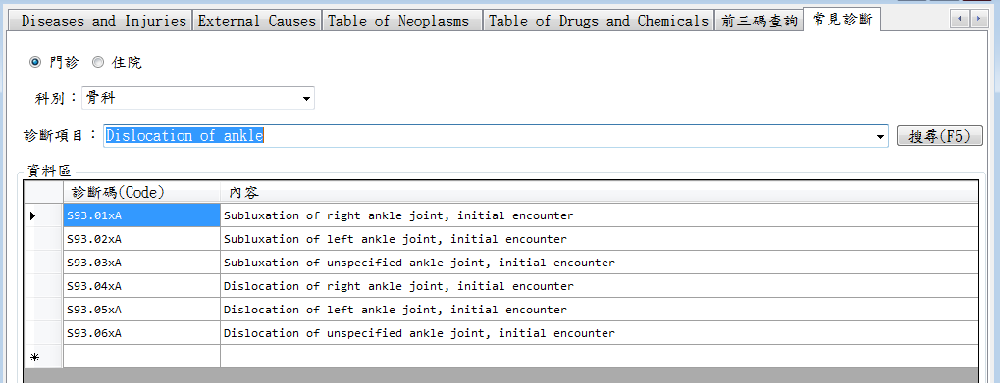 Diseases and Injuries External Causes Table of Neoplasms Table of Drugs and Chemicals 前三碼查詢 常見診斷
門診 住院
科別：骨科
診斷項目：Dislocation of ankle 搜尋(F5)
資料區
診斷碼(Code) 內容
S93.01xA Subluxation of right ankle joint, initial encounter
S93.02xA Subluxation of left ankle joint, initial encounter
S93.03xA Subluxation of unspecified ankle joint, initial encounter
S93.04xA Dislocation of right ankle joint, initial encounter
S93.05xA Dislocation of left ankle joint, initial encounter
S93.06xA Dislocation of unspecified ankle joint, initial encounter